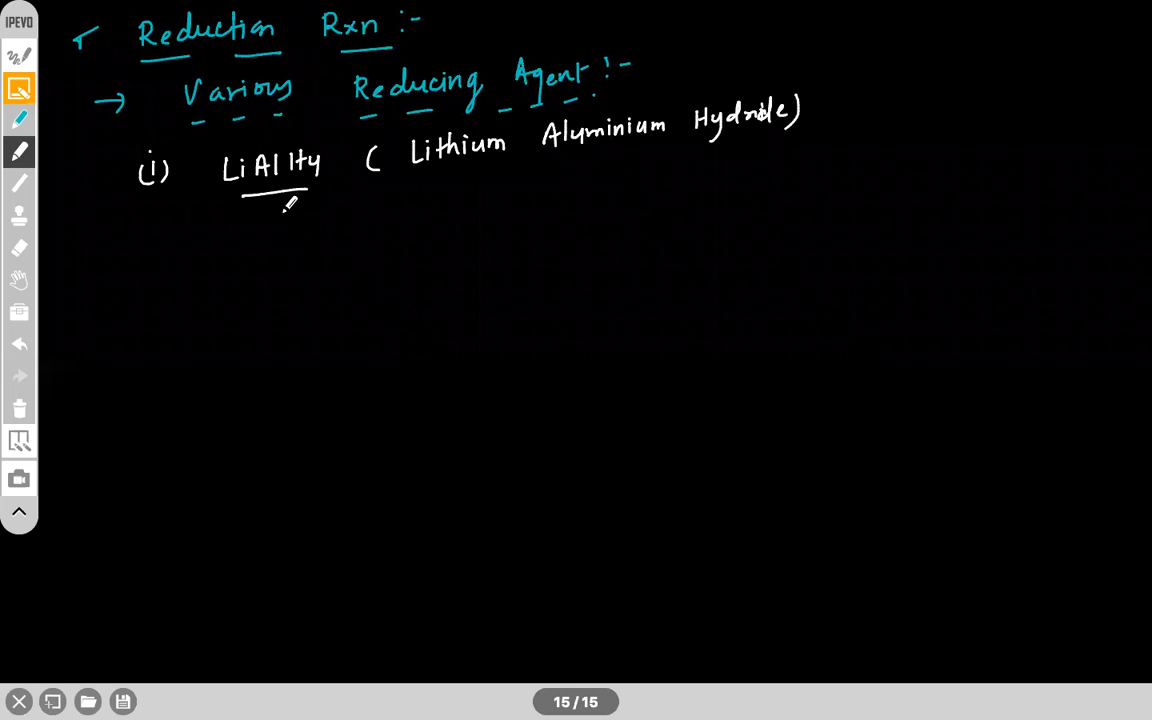 IPEVO
Reduction Rxn :-
→ Various Reducing Agent :-
(i) LiAlH4 ( Lithium Aluminium Hydride)
15/15